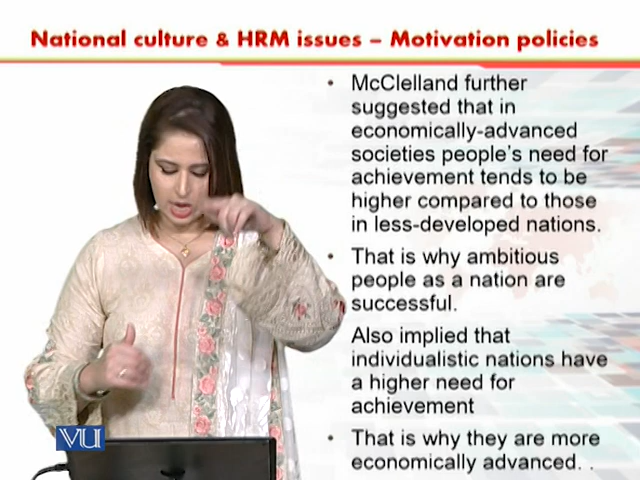 National culture & HRM issues – Motivation policies
• McClelland further
suggested that in
economically-advanced
societies people's need for
achievement tends to be
higher compared to those
in less-developed nations.
• That is why ambitious
people as a nation are
successful.
Also implied that
individualistic nations have
a higher need for
achievement
• That is why they are more
economically advanced. .
VU